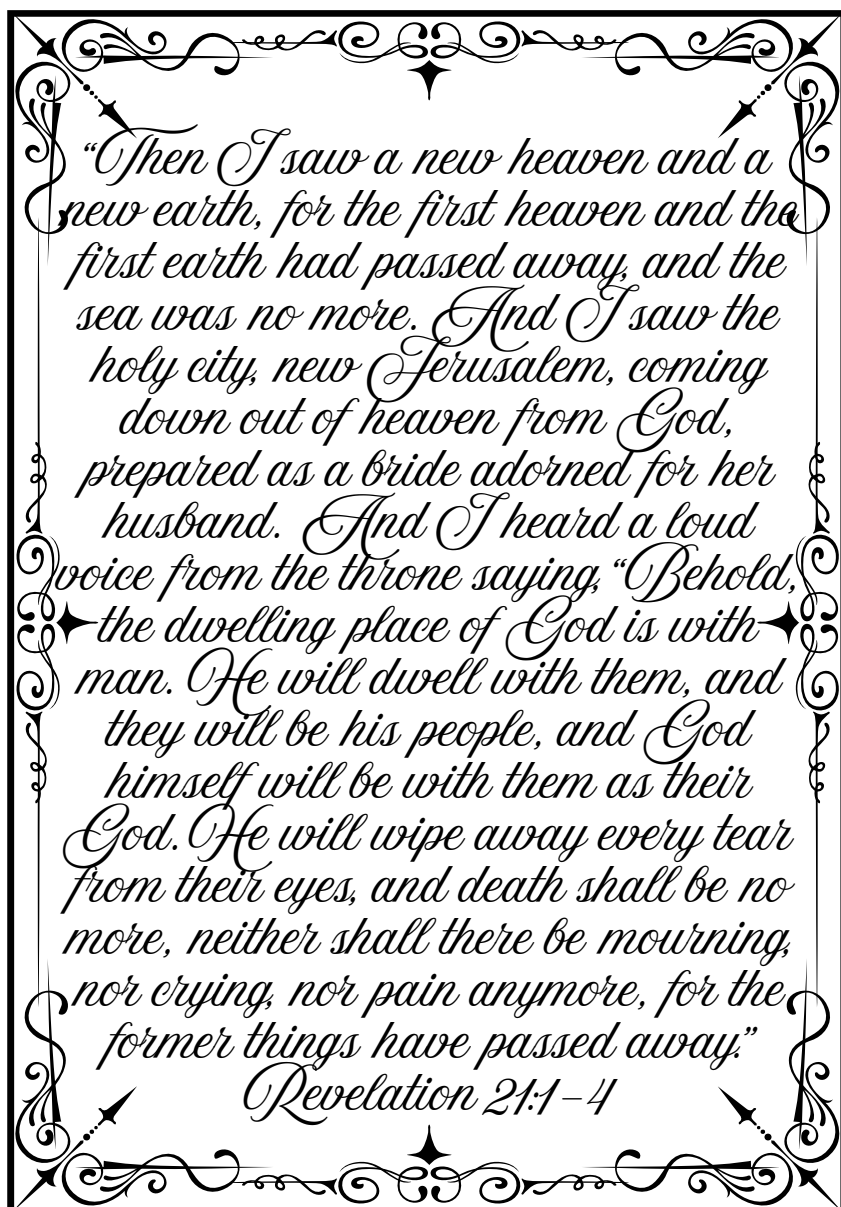 “Then I saw a new heaven and a
new earth, for the first heaven and the
first earth had passed away, and the
sea was no more. And I saw the
holy city, new Jerusalem, coming
down out of heaven from God,
prepared as a bride adorned for her
husband. And I heard a loud
voice from the throne saying, “Behold,
the dwelling place of God is with
man. He will dwell with them, and
they will be his people, and God
himself will be with them as their
God. He will wipe away every tear
from their eyes, and death shall be no
more, neither shall there be mourning,
nor crying, nor pain anymore, for the
former things have passed away.”
Revelation 21:1–4